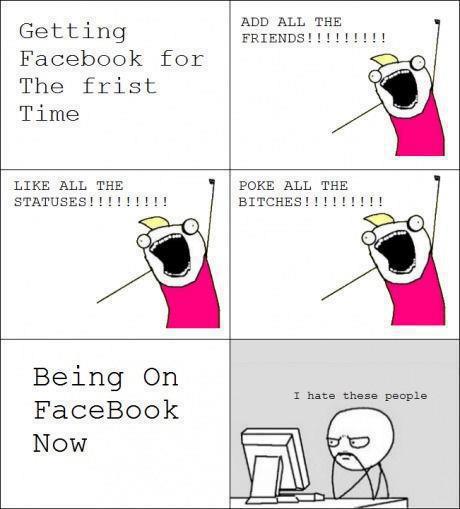 Getting
Facebook for
The frist
Time
ADD ALL THE
FRIENDS!!!!!!!!!
LIKE ALL THE
STATUSES!!!!!!!!!
POKE ALL THE
BITCHES!!!!!!!!!
Being On
FaceBook
Now
I hate these people